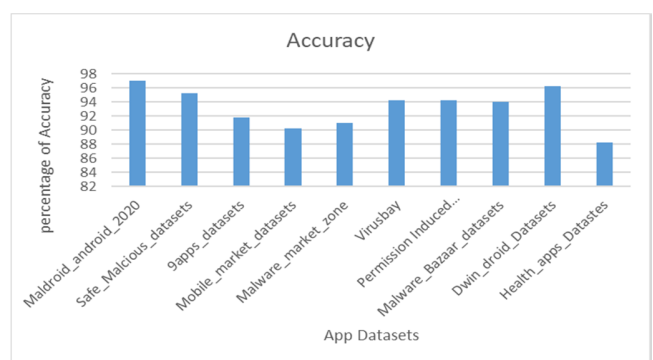 Accuracy
percentage of Accuracy
98
96
94
92
90
88
86
84
82
Maldroid_android_2020
Safe_Malcious_datasets
9apps_datasets
Mobile_market_datasets
Malware_market_zone
Virusbay
Permission Induced...
Malware_Bazaar_datasets
Dwin_droid_Datasets
Health_apps_Datastes
App Datasets